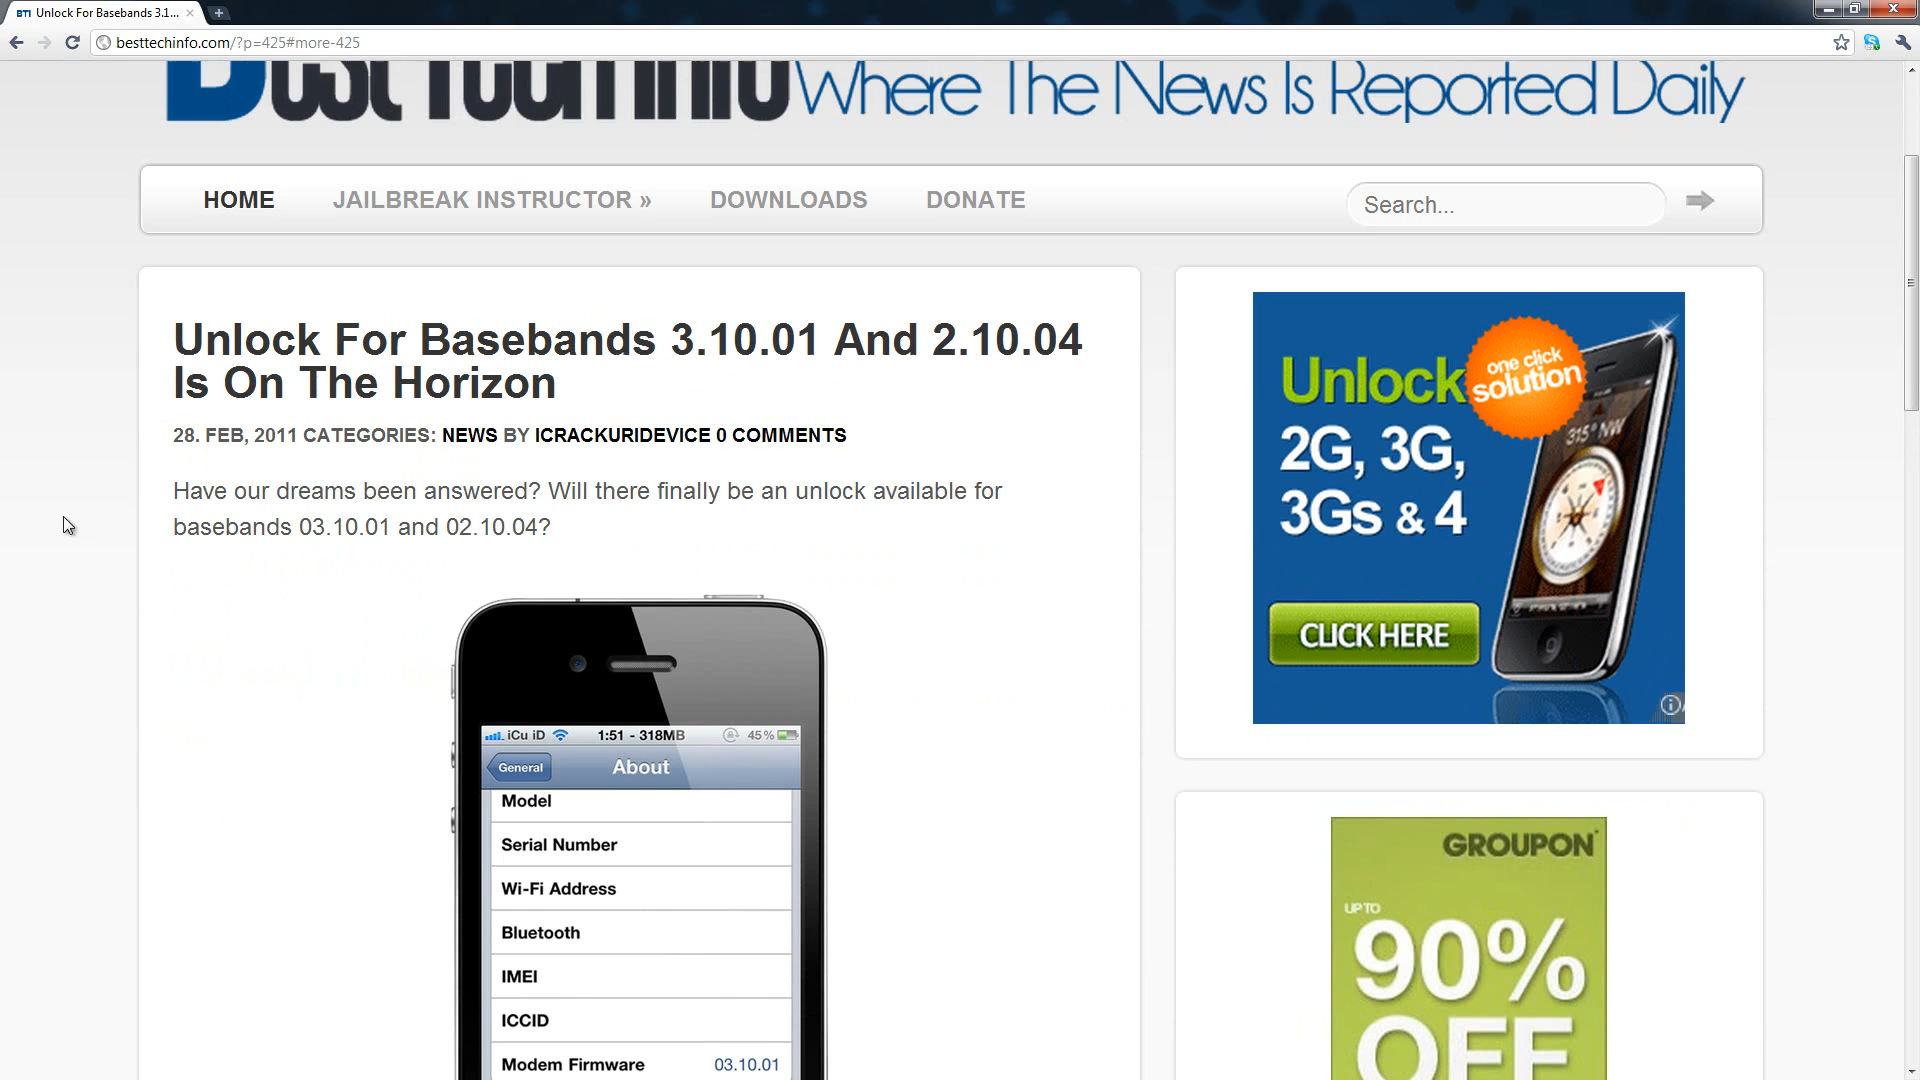 BTI Unlock For Basebands 3.1...
besttechinfo.com/?p=425#more-425
Best Tech Info Where The News Is Reported Daily
HOME JAILBREAK INSTRUCTOR » DOWNLOADS DONATE Search...
Unlock For Basebands 3.10.01 And 2.10.04
Is On The Horizon
28. FEB, 2011 CATEGORIES: NEWS BY ICRACKURIDEVICE 0 COMMENTS
Have our dreams been answered? Will there finally be an unlock available for
basebands 03.10.01 and 02.10.04?
iCu iD 1:51 - 318MB 45%
General About
Model
Serial Number
Wi-Fi Address
Bluetooth
IMEI
ICCID
Modem Firmware 03.10.01
Unlock
one click
solution
2G, 3G,
3Gs & 4
315° NW
CLICK HERE
GROUPON
UP TO
90%
OFF